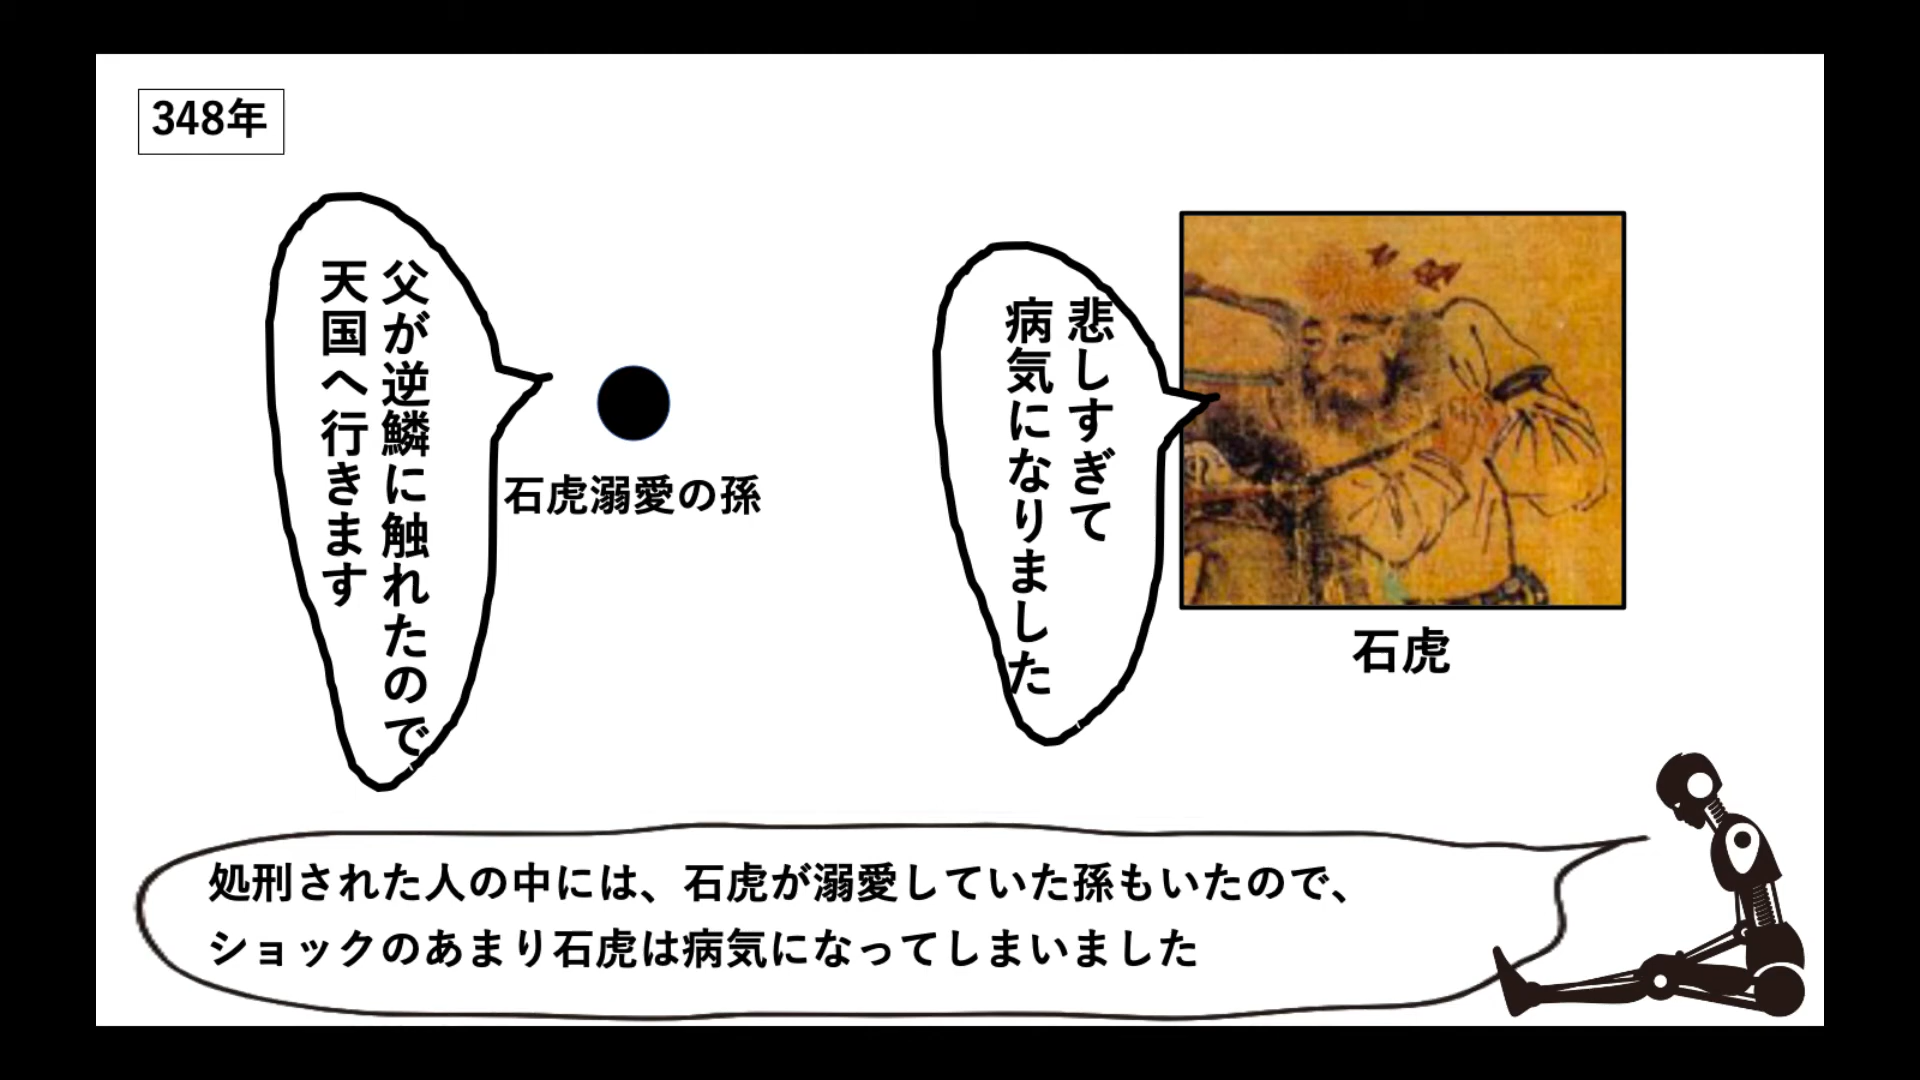 348年
父が逆鱗に触れたので
天国へ行きます
石虎溺愛の孫
悲しすぎて
病気になりました
石虎
処刑された人の中には、石虎が溺愛していた孫もいたので、
ショックのあまり石虎は病気になってしまいました